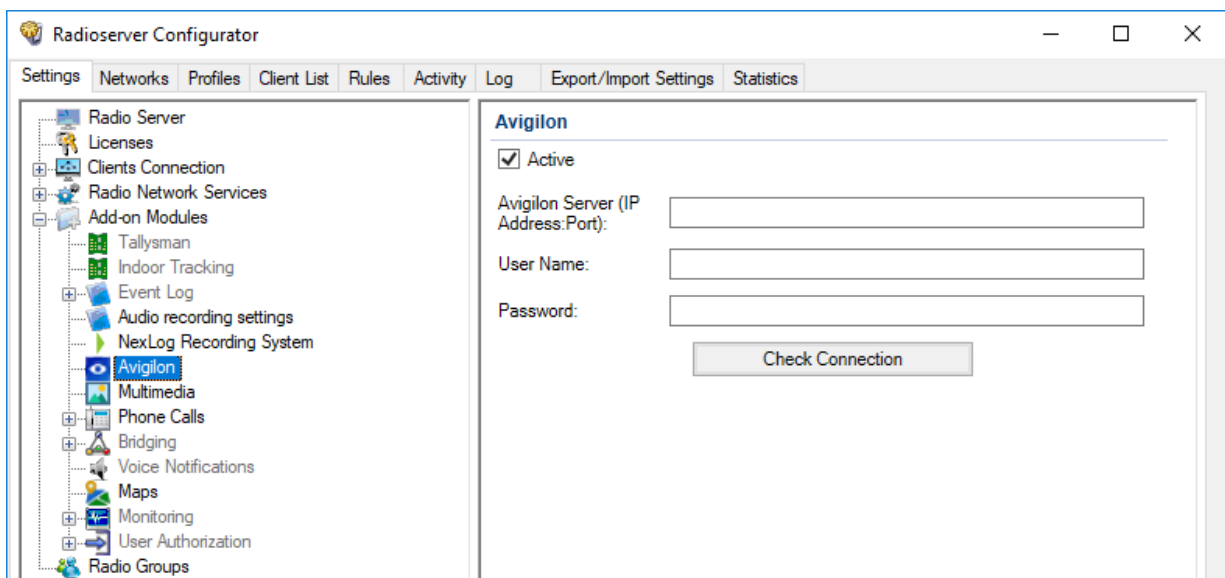 Radioserver Configurator
Settings Networks Profiles Client List Rules Activity Log Export/Import Settings Statistics
Radio Server
Licenses
Clients Connection
Radio Network Services
Add-on Modules
Tallysman
Indoor Tracking
Event Log
Audio recording settings
NexLog Recording System
Avigilon
Multimedia
Phone Calls
Bridging
Voice Notifications
Maps
Monitoring
User Authorization
Radio Groups
Avigilon
Active
Avigilon Server (IP
Address:Port):
User Name:
Password:
Check Connection